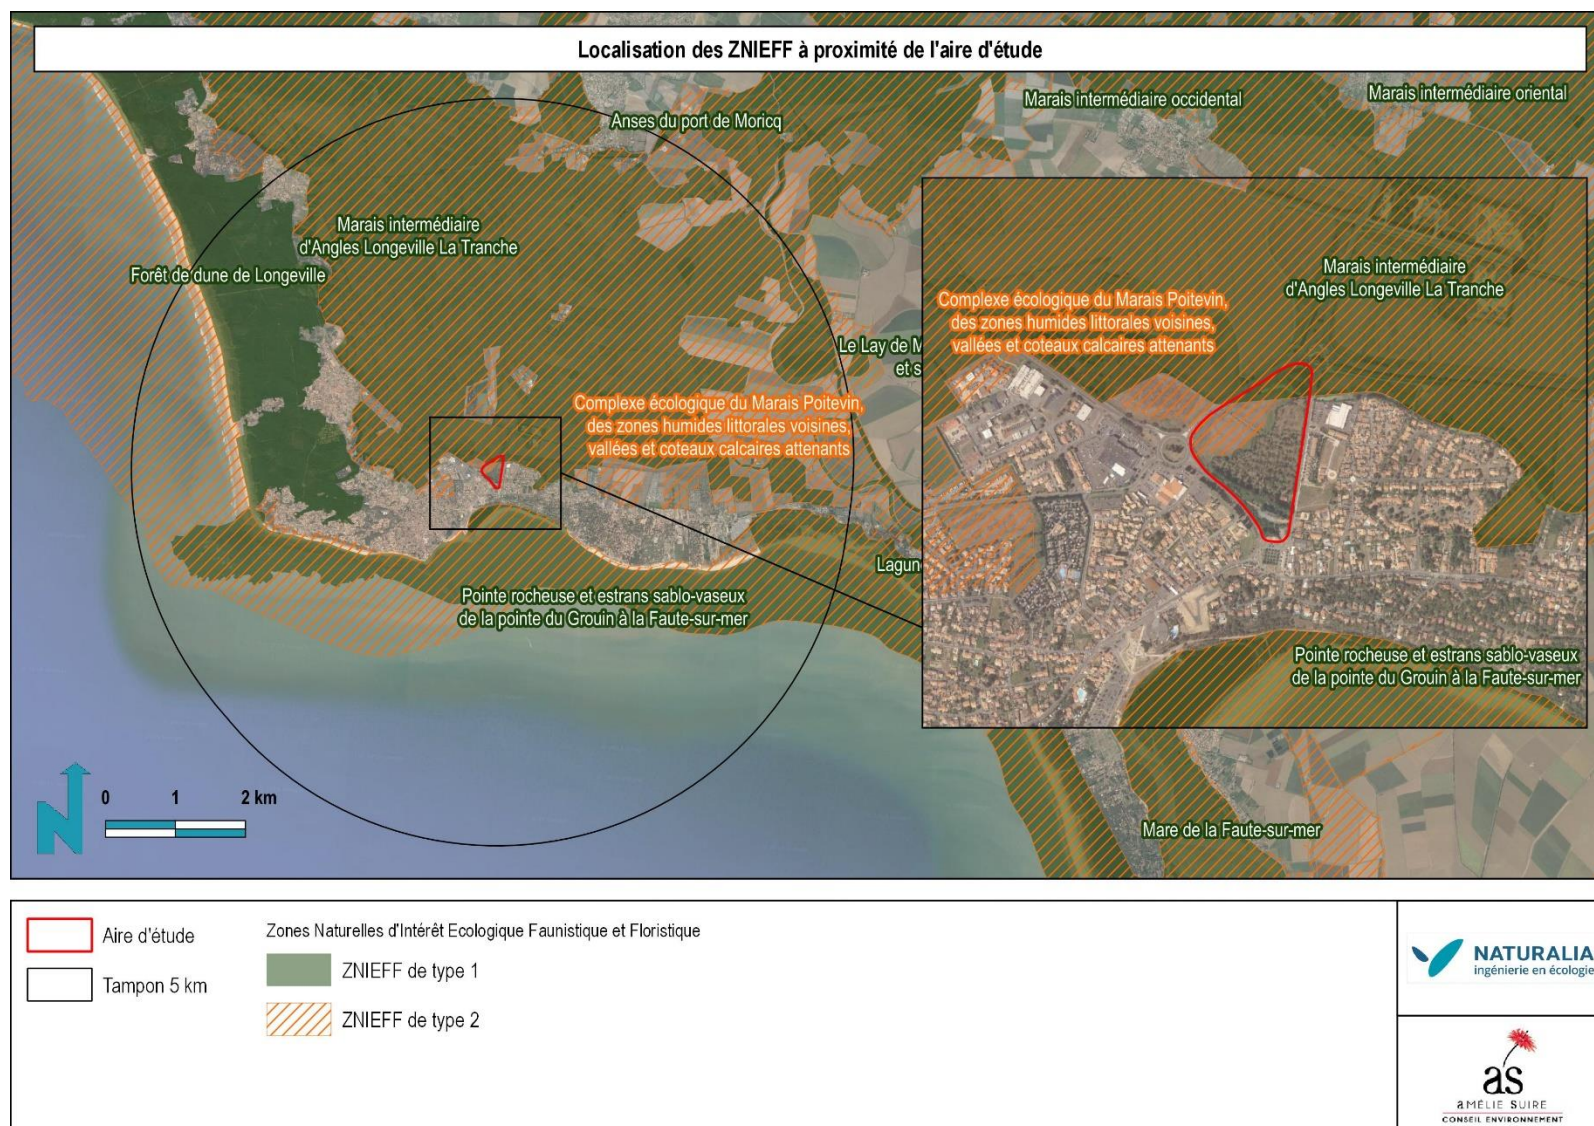 Localisation des ZNIEFF à proximité de l'aire d'étude
Marais intermédiaire occidental
Marais intermédiaire oriental
Anses du port de Moricq
Marais intermédiaire
d'Angles Longeville La Tranche
Forêt de dune de Longeville
Marais intermédiaire
d'Angles Longeville La Tranche
Complexe écologique du Marais Poitevin,
des zones humides littorales voisines,
vallées et coteaux calcaires attenants
Le Lay de M
et s
Complexe écologique du Marais Poitevin,
des zones humides littorales voisines,
vallées et coteaux calcaires attenants
Lagun
Pointe rocheuse et estrans sablo-vaseux
de la pointe du Grouin à la Faute-sur-mer
Pointe rocheuse et estrans sablo-vaseux
de la pointe du Grouin à la Faute-sur-mer
N
0 1 2 km
Mare de la Faute-sur-mer
Aire d'étude
Tampon 5 km
Zones Naturelles d'Intérêt Ecologique Faunistique et Floristique
ZNIEFF de type 1
ZNIEFF de type 2
NATURALIA
ingénierie en écologie
as
aMÉLIE SUIRE
CONSEIL ENVIRONNEMENT